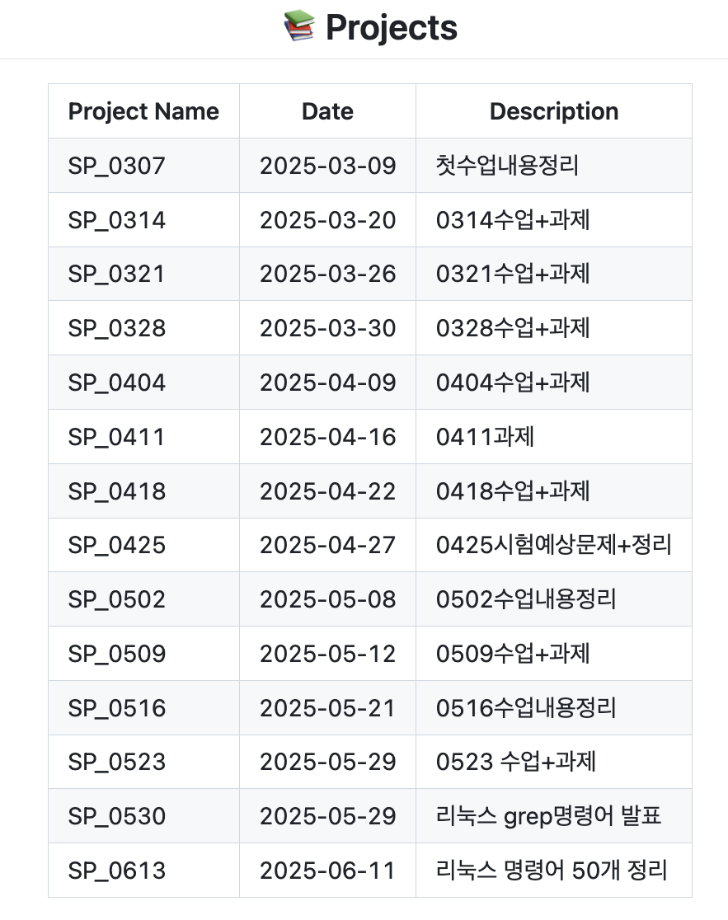 📚 Projects
Project Name Date Description
SP_0307 2025-03-09 첫수업내용정리
SP_0314 2025-03-20 0314수업+과제
SP_0321 2025-03-26 0321수업+과제
SP_0328 2025-03-30 0328수업+과제
SP_0404 2025-04-09 0404수업+과제
SP_0411 2025-04-16 0411과제
SP_0418 2025-04-22 0418수업+과제
SP_0425 2025-04-27 0425시험예상문제+정리
SP_0502 2025-05-08 0502수업내용정리
SP_0509 2025-05-12 0509수업+과제
SP_0516 2025-05-21 0516수업내용정리
SP_0523 2025-05-29 0523 수업+과제
SP_0530 2025-05-29 리눅스 grep명령어 발표
SP_0613 2025-06-11 리눅스 명령어 50개 정리